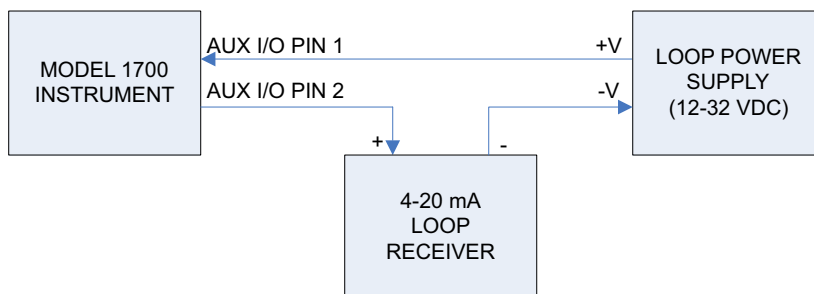 AUX I/O PIN 1
+V
MODEL 1700
INSTRUMENT
LOOP POWER
SUPPLY
(12-32 VDC)
AUX I/O PIN 2
-V
+
-
4-20 mA
LOOP
RECEIVER